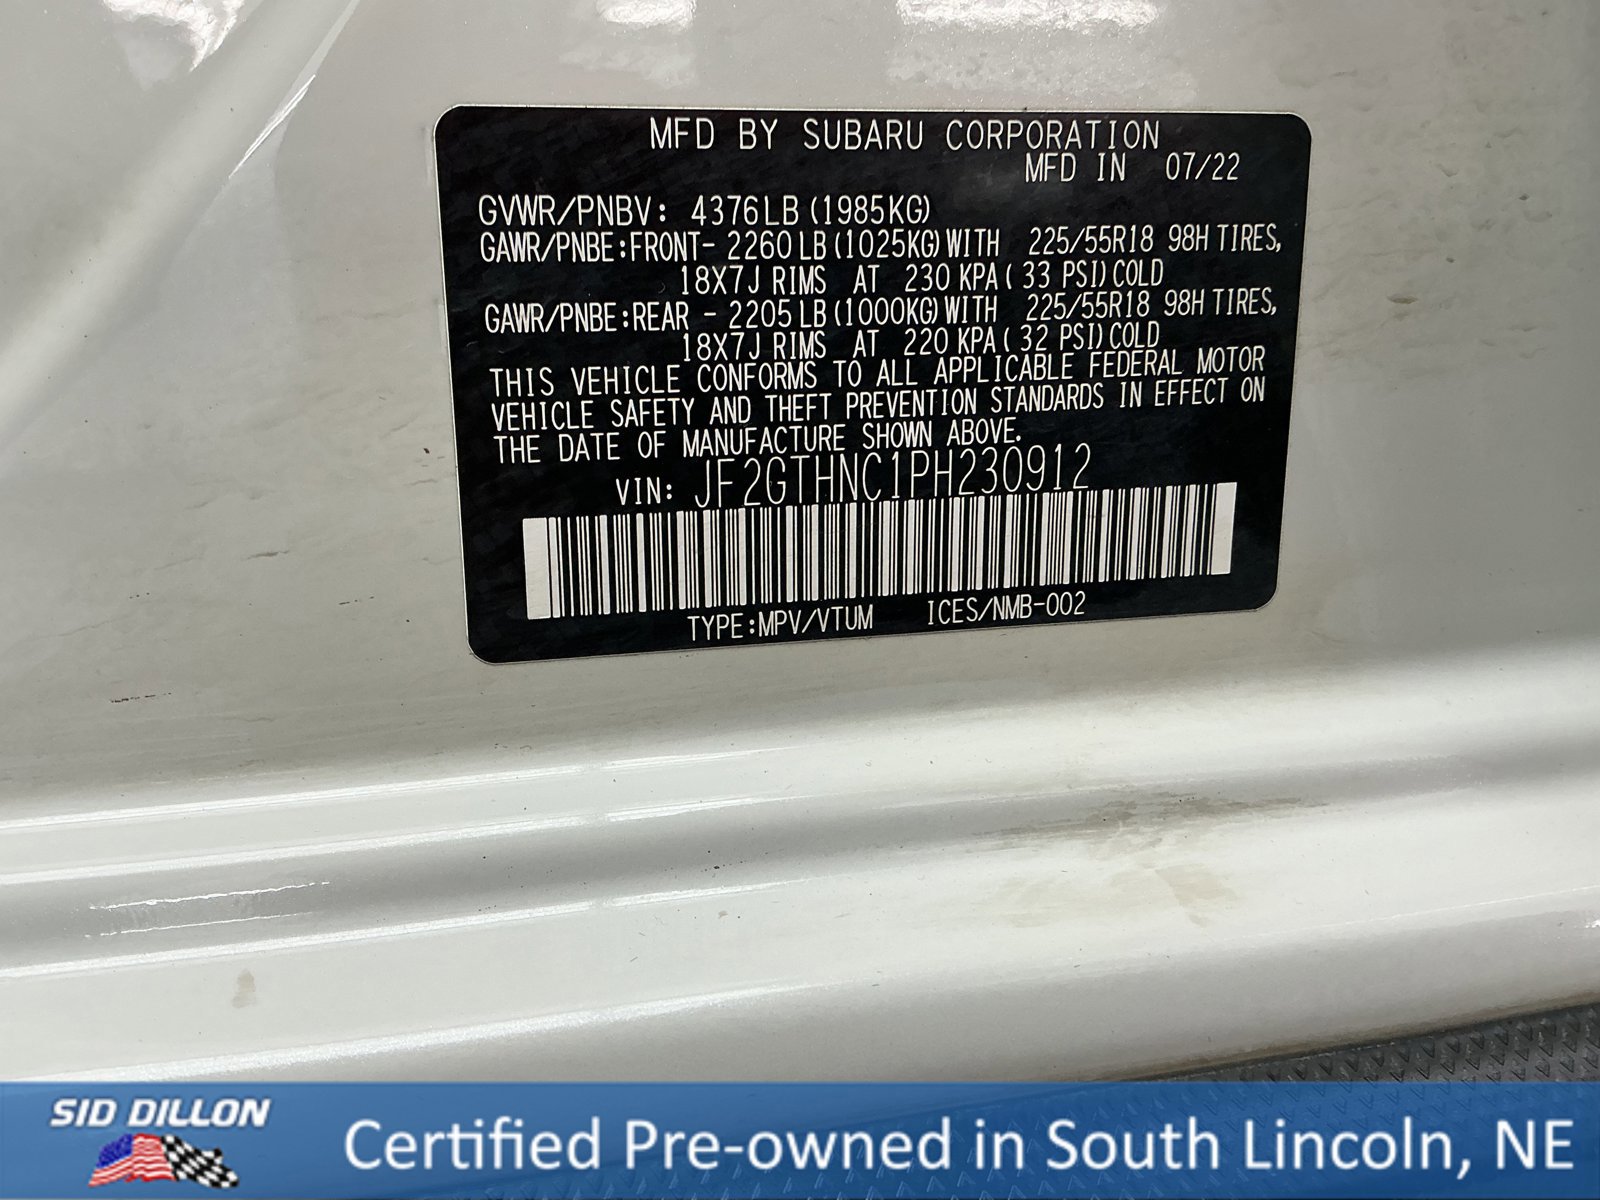 MFD BY SUBARU CORPORATION
MFD IN 07/22
GVWR/PNBV: 4376LB (1985KG)
GAWR/PNBE:FRONT- 2260 LB (1025KG) WITH 225/55R18 98H TIRES,
18X7J RIMS AT 230 KPA ( 33 PSI) COLD
GAWR/PNBE:REAR - 2205 LB (1000KG) WITH 225/55R18 98H TIRES,
18X7J RIMS AT 220 KPA ( 32 PSI) COLD
THIS VEHICLE CONFORMS TO ALL APPLICABLE FEDERAL MOTOR
VEHICLE SAFETY AND THEFT PREVENTION STANDARDS IN EFFECT ON
THE DATE OF MANUFACTURE SHOWN ABOVE.
VIN: JF2GTHNC1PH230912
TYPE:MPV/VTUM ICES/NMB-002
SID DILLON
Certified Pre-owned in South Lincoln, NE